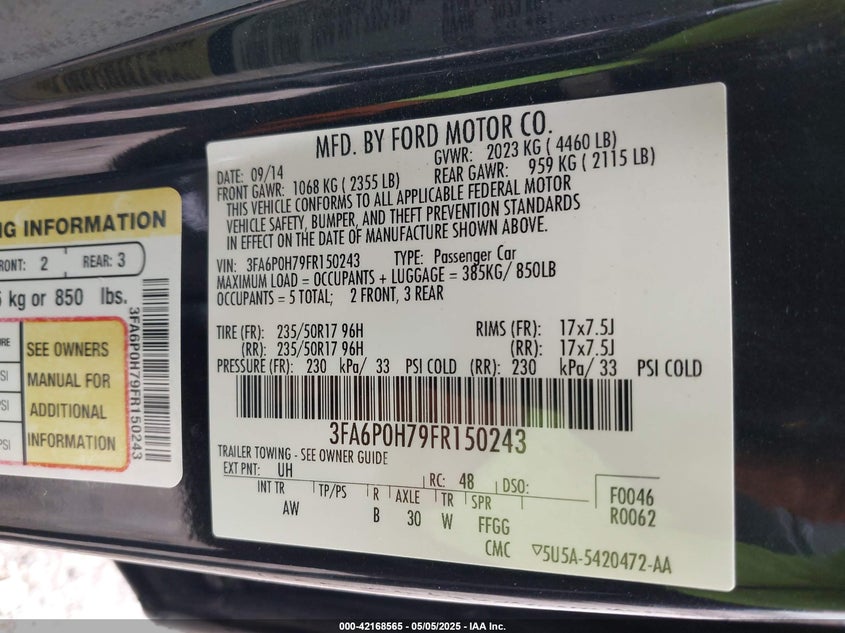 MFD. BY FORD MOTOR CO.
DATE: 09/14 GVWR: 2023 KG ( 4460 LB)
FRONT GAWR: 1068 KG ( 2355 LB) REAR GAWR: 959 KG ( 2115 LB)
THIS VEHICLE CONFORMS TO ALL APPLICABLE FEDERAL MOTOR
VEHICLE SAFETY, BUMPER, AND THEFT PREVENTION STANDARDS
IN EFFECT ON THE DATE OF MANUFACTURE SHOWN ABOVE.
VIN: 3FA6P0H79FR150243 TYPE: Passenger Car
MAXIMUM LOAD = OCCUPANTS + LUGGAGE = 385KG/ 850LB
OCCUPANTS = 5 TOTAL; 2 FRONT, 3 REAR
TIRE (FR): 235/50R17 96H RIMS (FR): 17x7.5J
(RR): 235/50R17 96H (RR): 17x7.5J
PRESSURE (FR): 230 kPa/ 33 PSI COLD (RR): 230 kPa/ 33 PSI COLD
3FA6P0H79FR150243
TRAILER TOWING - SEE OWNER GUIDE
EXT PNT: UH RC: 48 DSO:
INT TR TP/PS R AXLE TR SPR
AW B 30 W FFGG
F0046
R0062
CMC ▽5U5A-5420472-AA
NG INFORMATION
FRONT: 2 REAR: 3
kg or 850 lbs.
SEE OWNERS
MANUAL FOR
ADDITIONAL
INFORMATION
PSI
PSI
PSI
3FA6P0H79FR150243
000-42168565 - 05/05/2025 - IAA Inc.